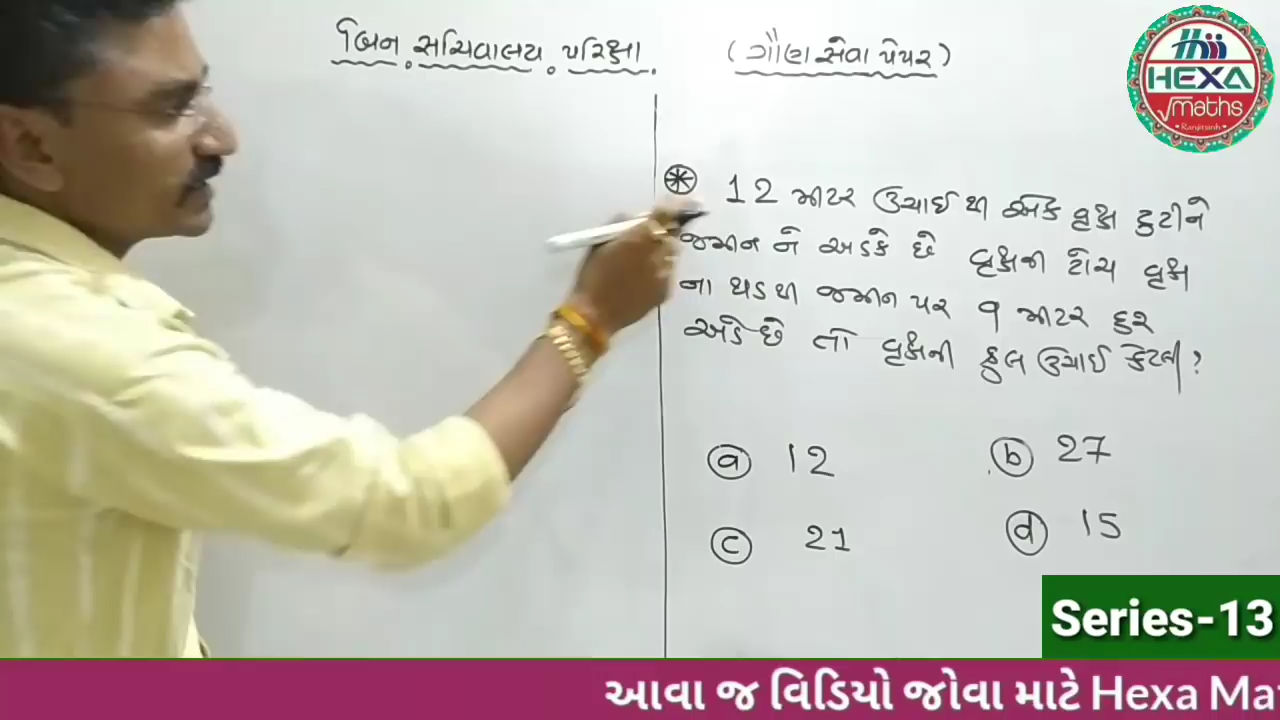 બિન સચિવાલય પરિક્ષા (ગૌણ સેવા પેપર)
HEXA
√maths
Ranjitsinh
12 મીટર ઉંચાઈ થી એક વૃક્ષ તુટીને
જમીન ને અડકે છે વૃક્ષની ટોચ વૃક્ષ
ના થડ થી જમીન પર 9 મીટર દુર
અડે છે તો વૃક્ષની કુલ ઉંચાઈ કેટલી?
a 12 b 27
c 21 d 15
Series-13
આવા જ વિડિયો જોવા માટે Hexa Ma